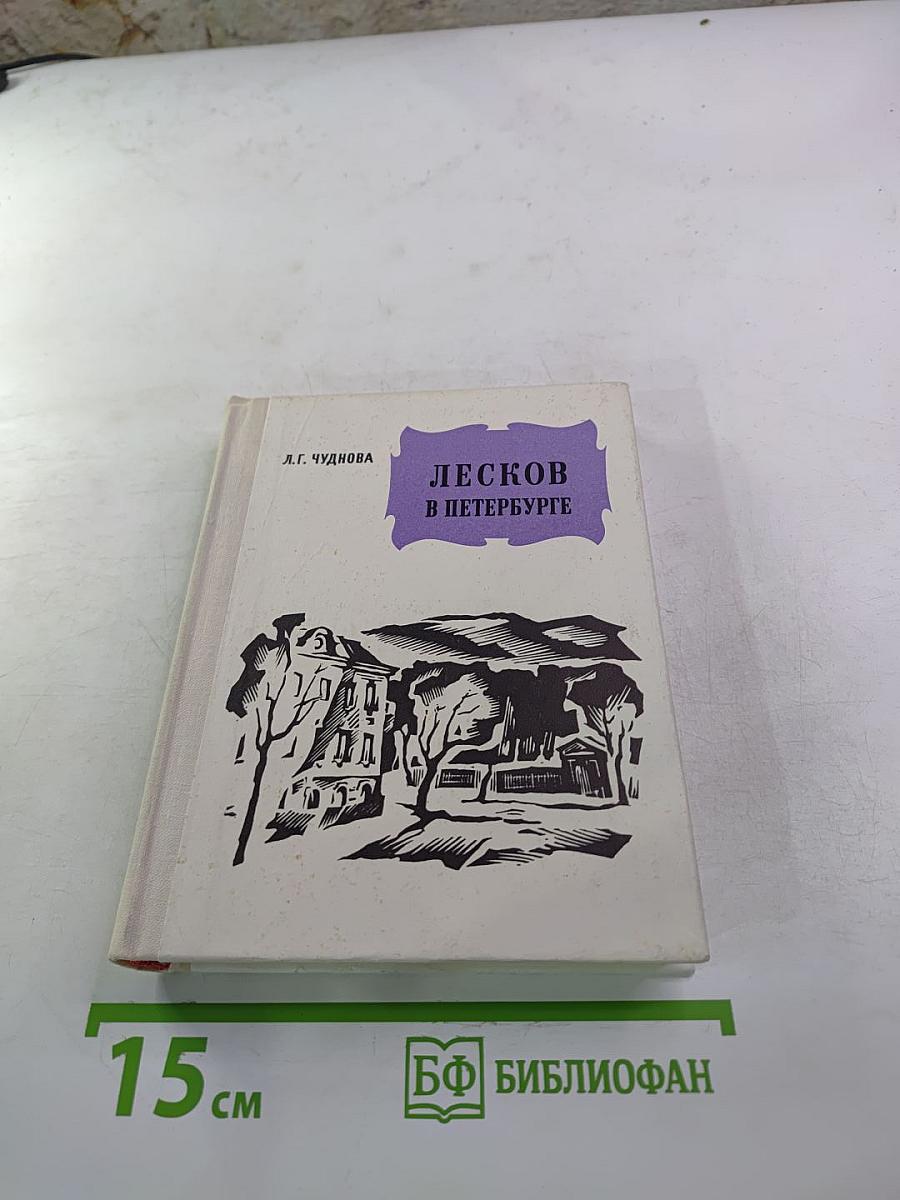 Л.Г. ЧУДНОВА
ЛЕСКОВ
В ПЕТЕРБУРГЕ
15 см
БФ БИБЛИОФАН